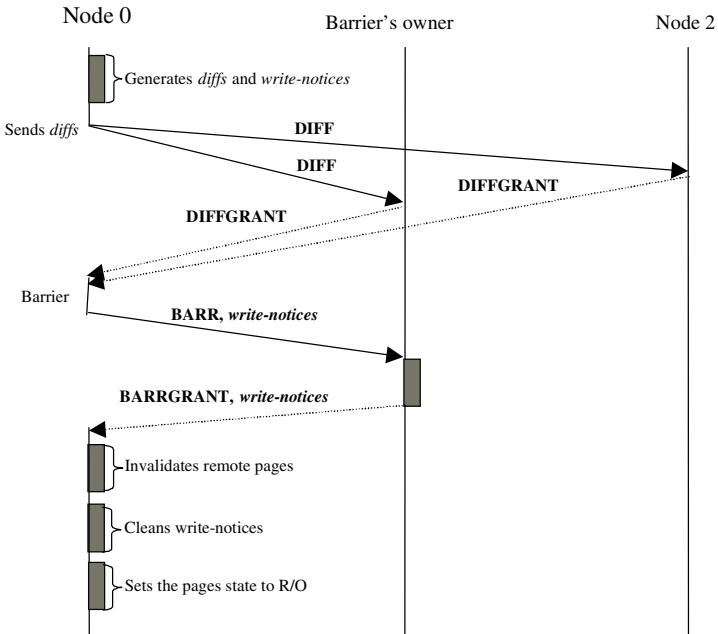 Node 0
Barrier's owner
Node 2
Generates diffs and write-notices
Sends diffs
DIFF
DIFF
DIFFGRANT
DIFFGRANT
Barrier
BARR, write-notices
BARRGRANT, write-notices
Invalidates remote pages
Cleans write-notices
Sets the pages state to R/O